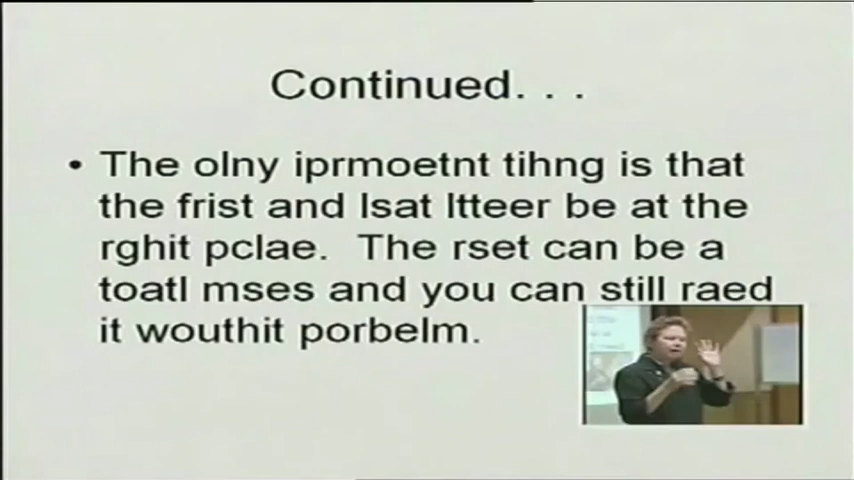 Continued. . .
• The olny iprmoetnt tihng is that
the frist and lsat ltteer be at the
rghit pclae.  The rset can be a
toatl mses and you can still raed
it wouthit porbelm.